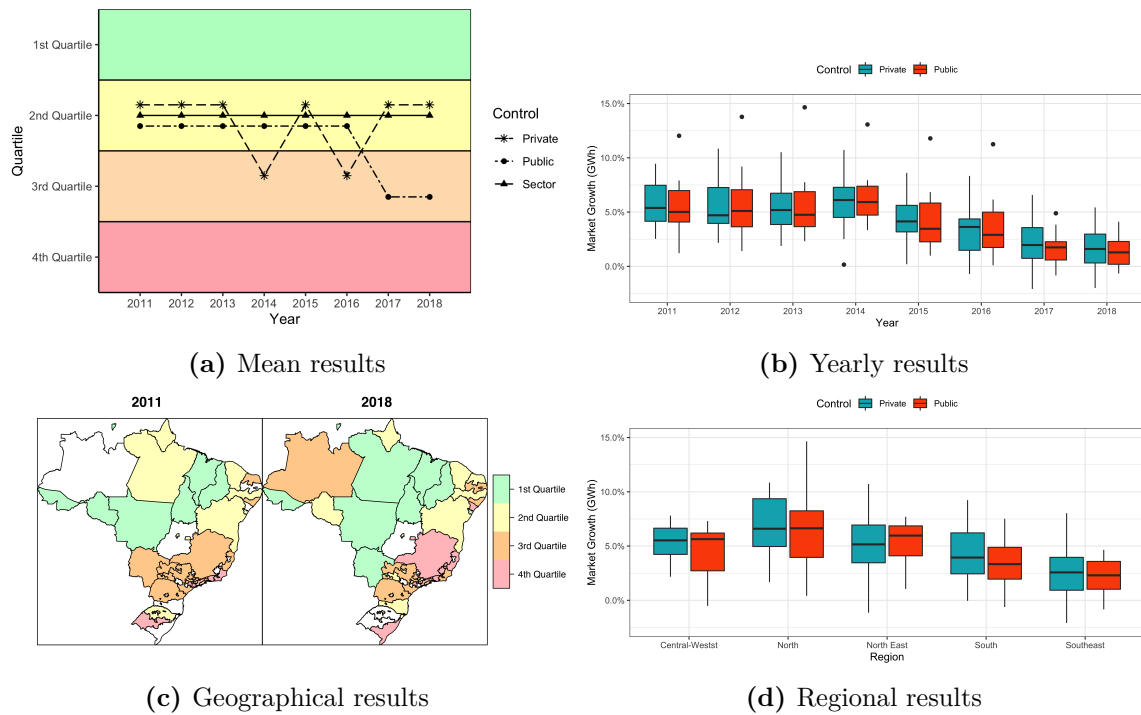 1st Quartile
2nd Quartile
3rd Quartile
4th Quartile
Quartile
2011 2012 2013 2014 2015 2016 2017 2018
Year
Control
Private
Public
Sector
(a) Mean results
Control Private Public
15.0%
10.0%
5.0%
0.0%
Market Growth (GWh)
2011 2012 2013 2014 2015 2016 2017 2018
Year
(b) Yearly results
2011 2018
1st Quartile
2nd Quartile
3rd Quartile
4th Quartile
(c) Geographical results
Control Private Public
15.0%
10.0%
5.0%
0.0%
Market Growth (GWh)
Central-Westst North North East South Southeast
Region
(d) Regional results